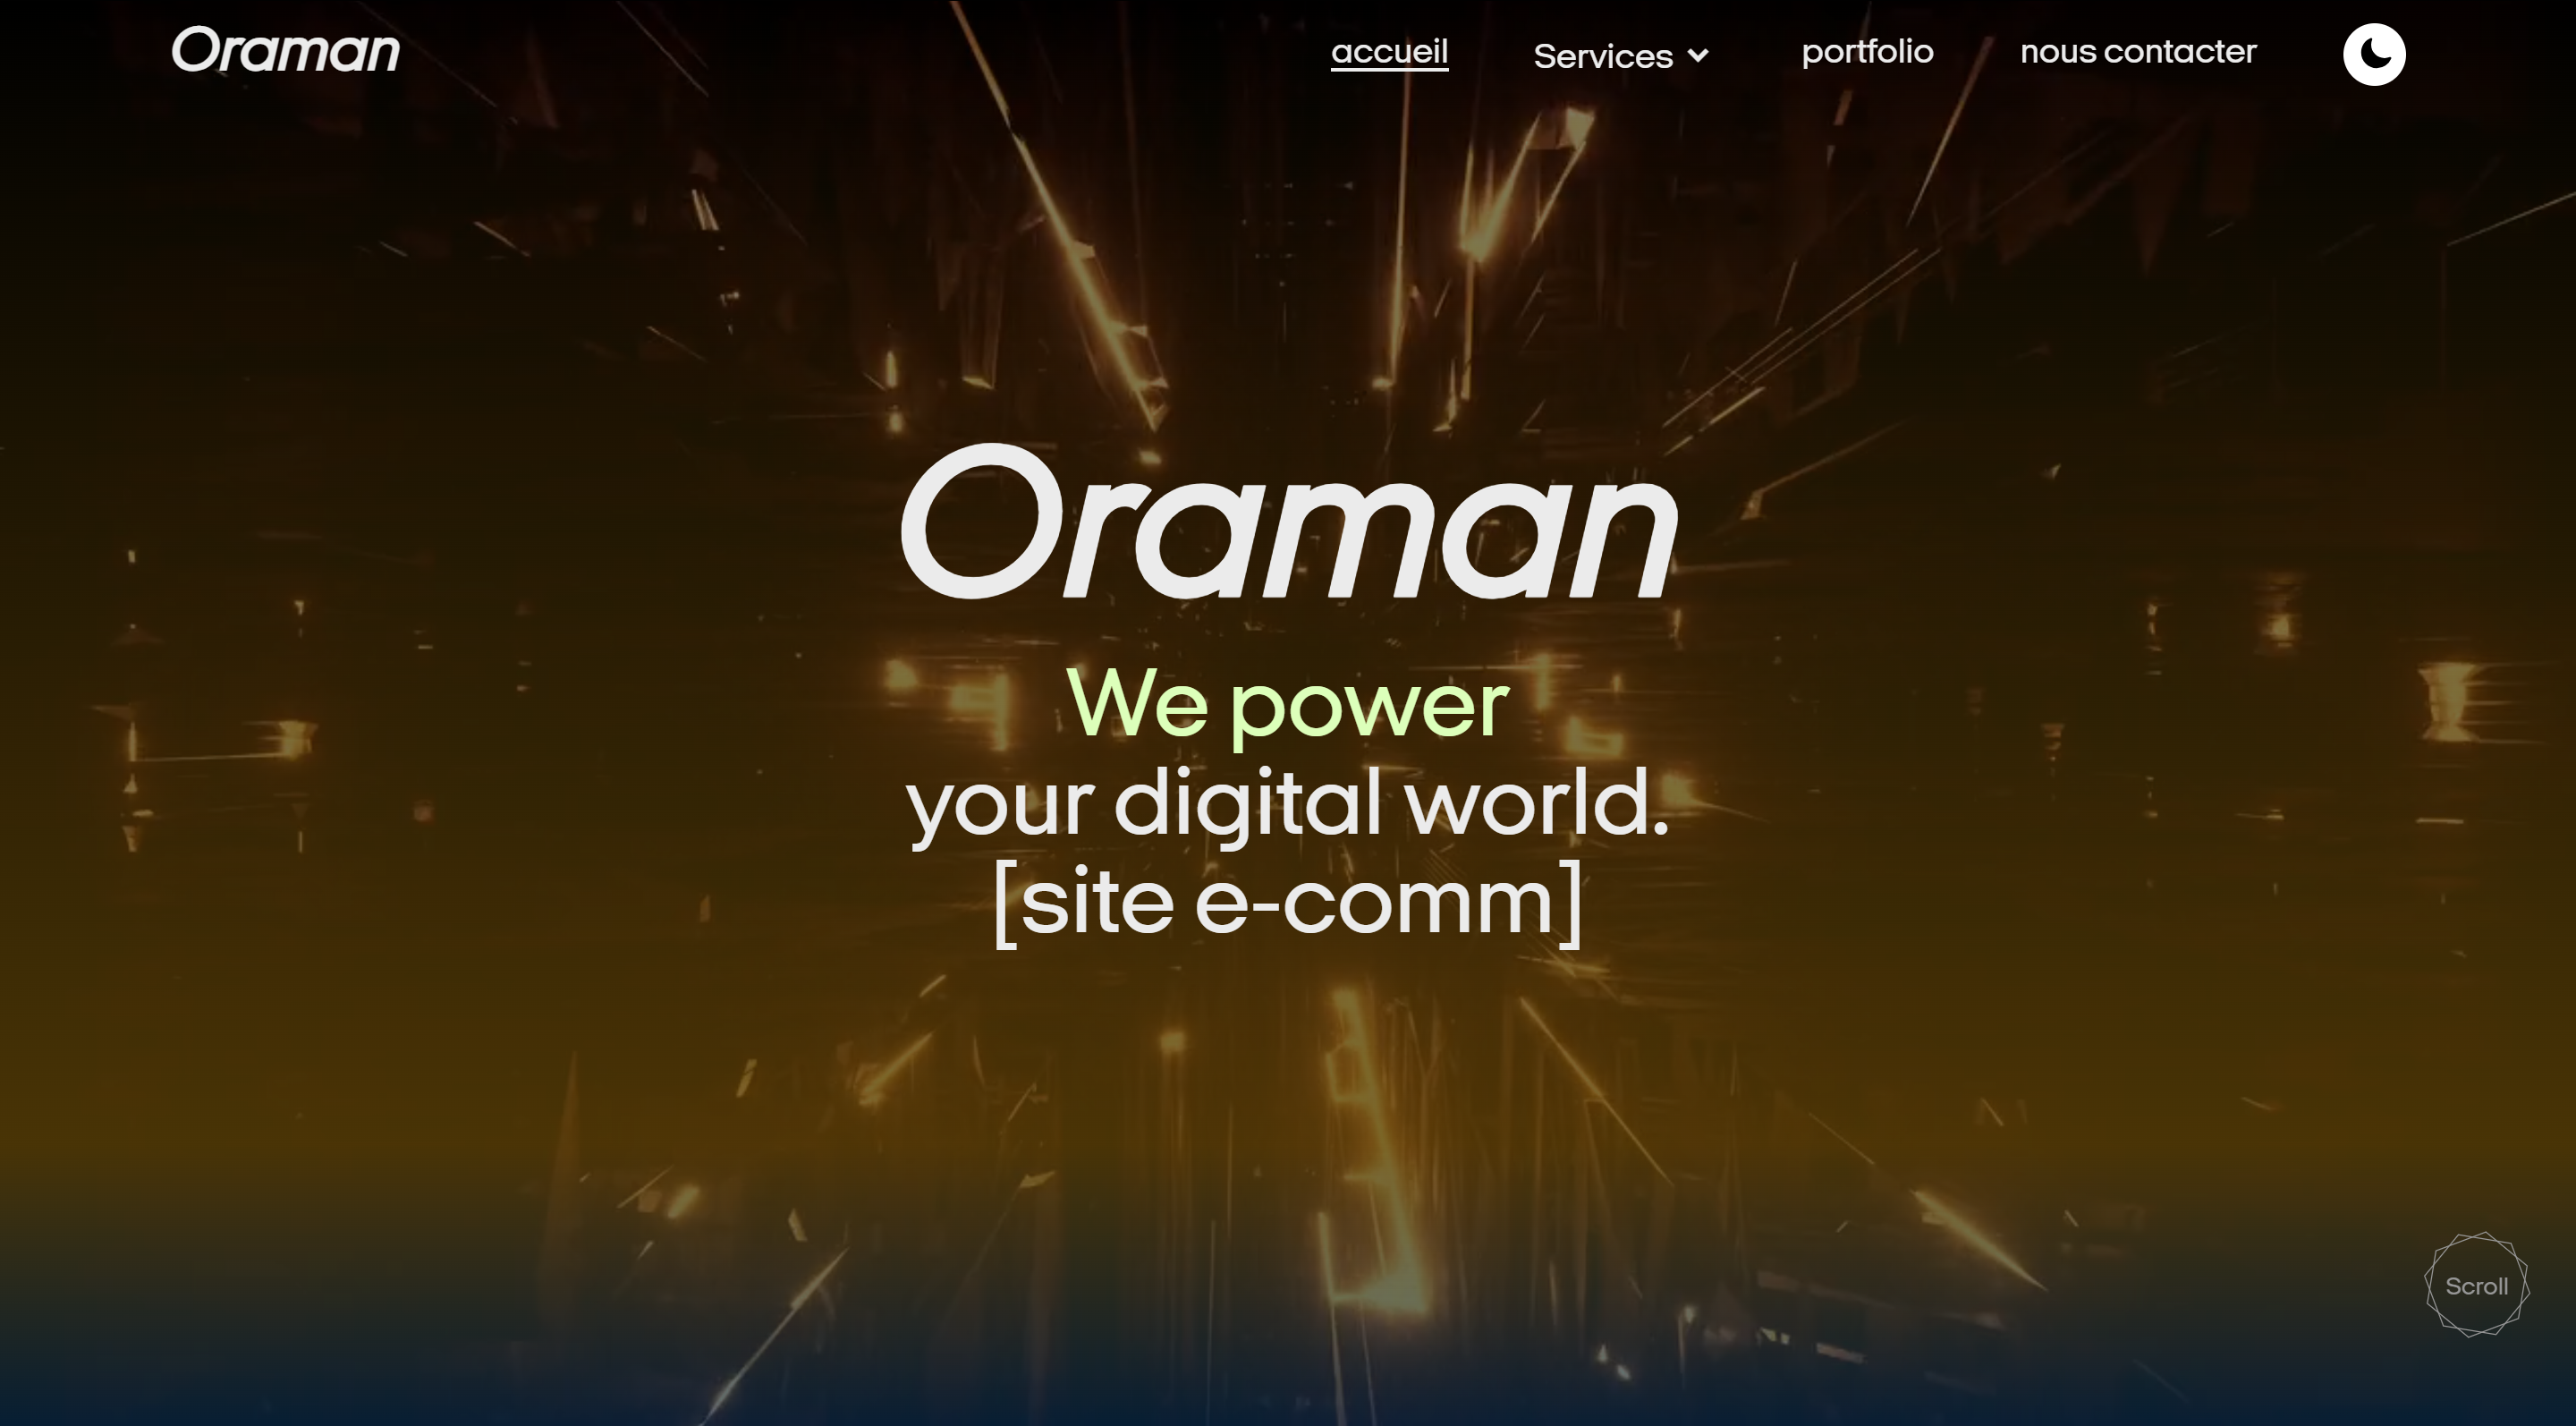 Oraman
accueil
Services
portfolio
nous contacter
Oraman
We power
your digital world.
[site e-comm]
Scroll